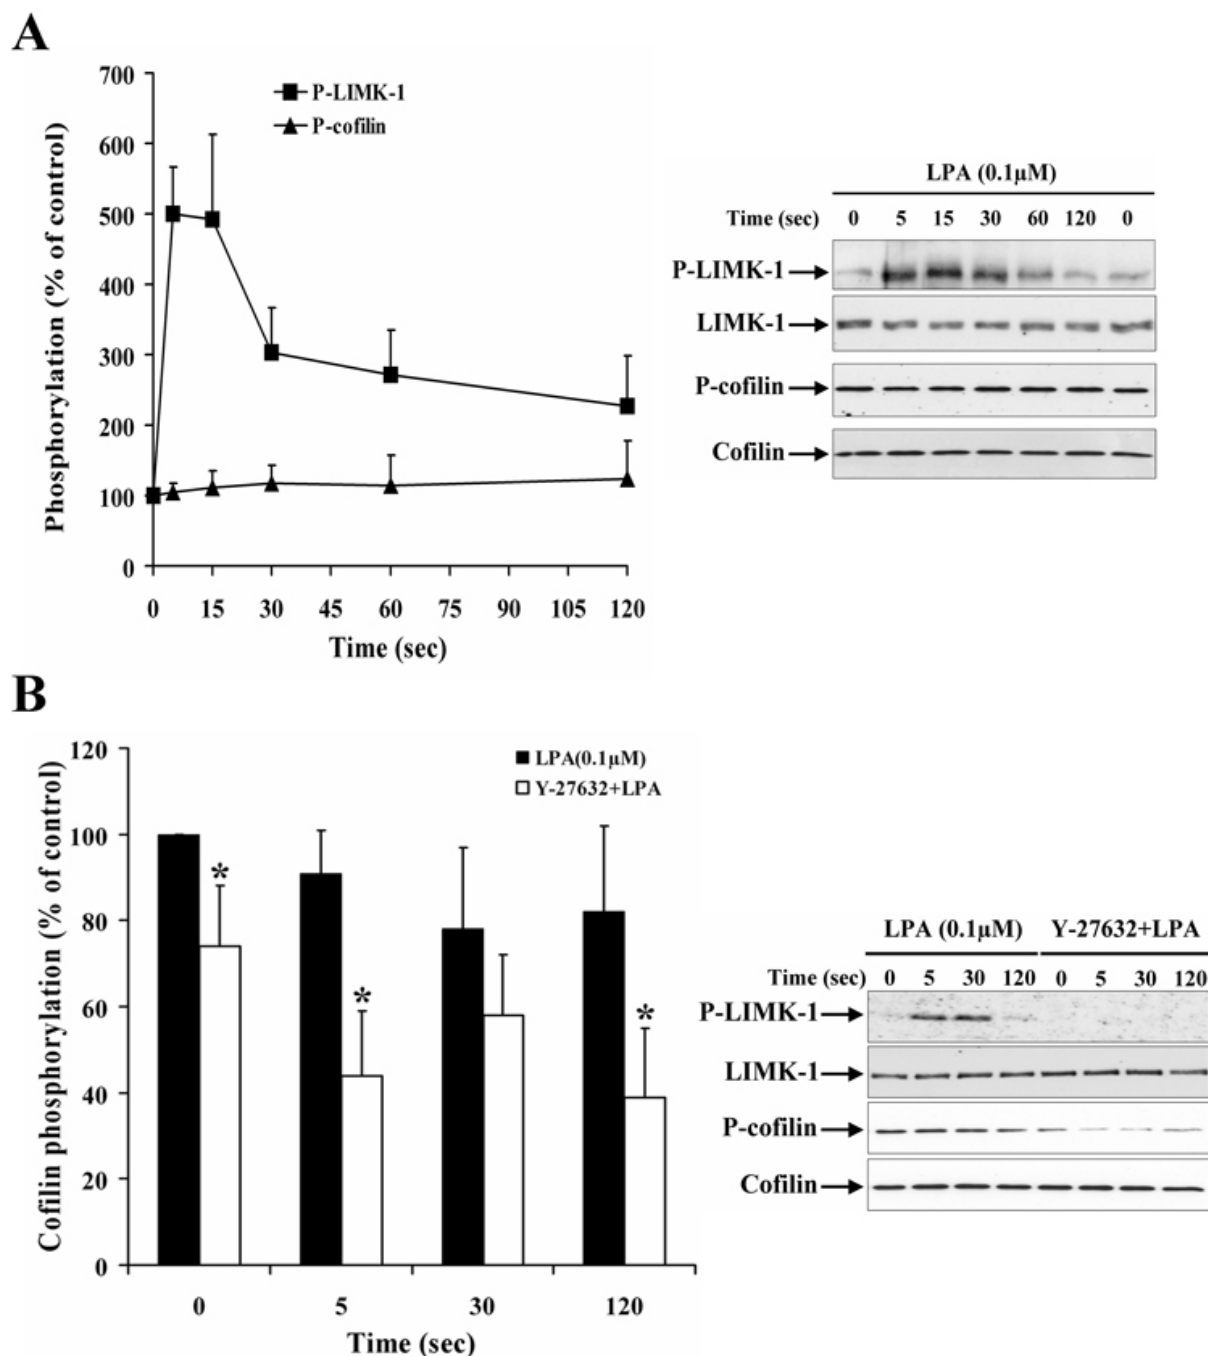 A
700
600
500
400
300
200
100
0
Phosphorylation (% of control)
P-LIMK-1
P-cofilin
0 15 30 45 60 75 90 105 120
Time (sec)
LPA (0.1μM)
Time (sec) 0 5 15 30 60 120 0
P-LIMK-1
LIMK-1
P-cofilin
Cofilin
B
120
100
80
60
40
20
0
Cofilin phosphorylation (% of control)
LPA(0.1μM)
Y-27632+LPA
*
*
*
0 5 30 120
Time (sec)
LPA (0.1μM) Y-27632+LPA
Time (sec) 0 5 30 120 0 5 30 120
P-LIMK-1
LIMK-1
P-cofilin
Cofilin